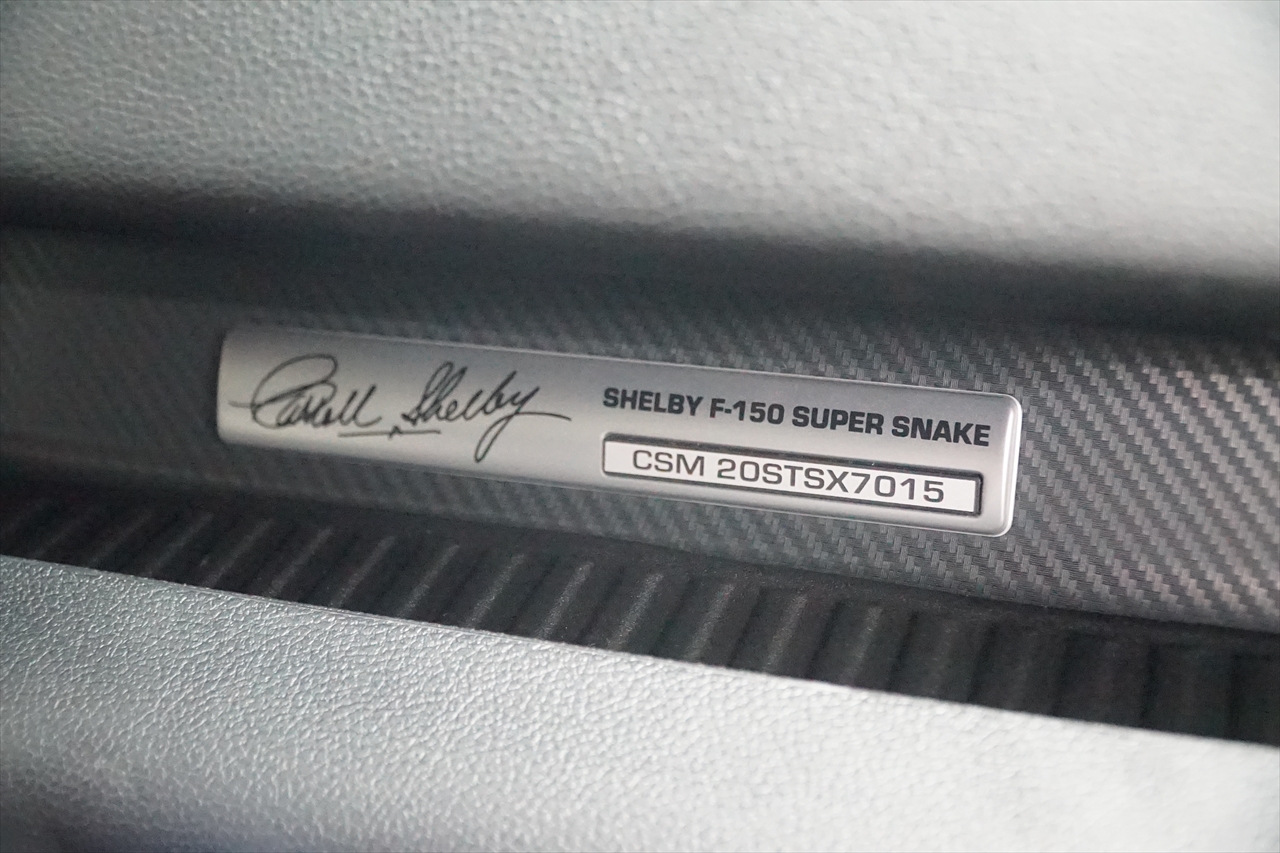 Carroll Shelby
SHELBY F-150 SUPER SNAKE
CSM 20STSX7015